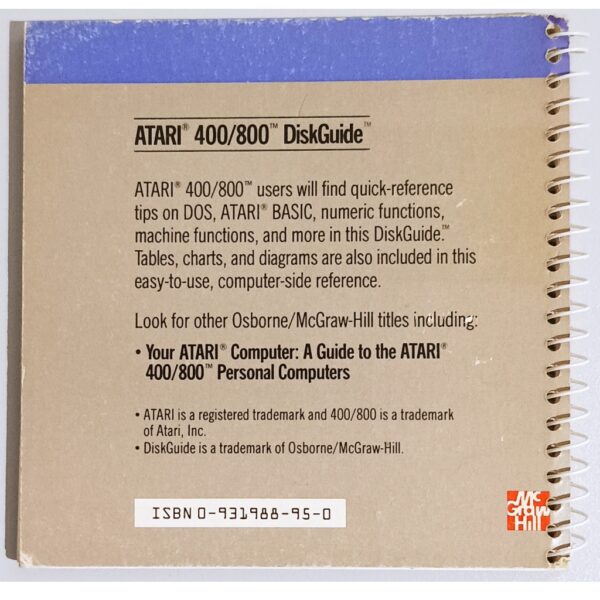 ATARI® 400/800™ DiskGuide™
ATARI® 400/800™ users will find quick-reference
tips on DOS, ATARI® BASIC, numeric functions,
machine functions, and more in this DiskGuide.™
Tables, charts, and diagrams are also included in this
easy-to-use, computer-side reference.
Look for other Osborne/McGraw-Hill titles including:
• Your ATARI® Computer: A Guide to the ATARI®
400/800™ Personal Computers
• ATARI is a registered trademark and 400/800 is a trademark
of Atari, Inc.
• DiskGuide is a trademark of Osborne/McGraw-Hill.
ISBN 0-931988-95-0
Mc
Graw
Hill